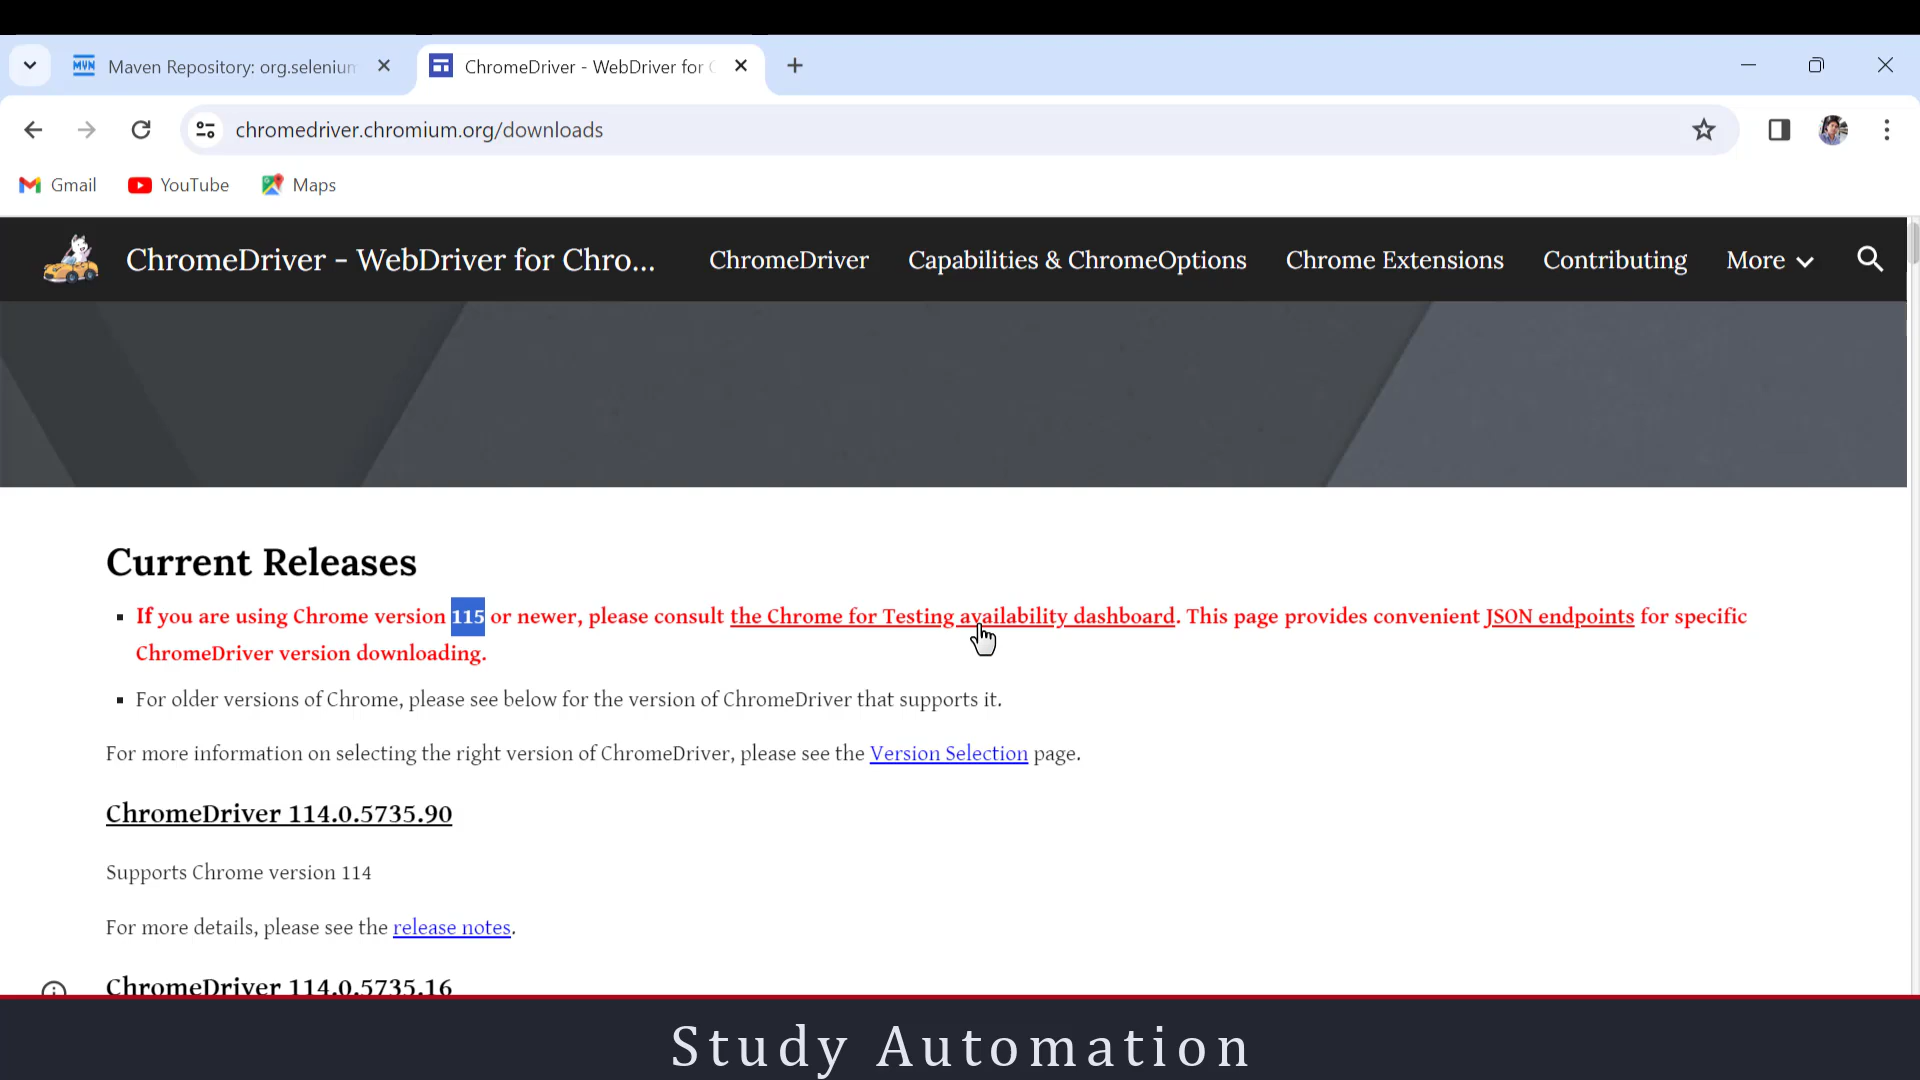 MVN Maven Repository: org.seleniun
ChromeDriver - WebDriver for C
chromedriver.chromium.org/downloads
Gmail YouTube Maps
ChromeDriver - WebDriver for Chro... ChromeDriver Capabilities & ChromeOptions Chrome Extensions Contributing More
Current Releases
If you are using Chrome version 115 or newer, please consult the Chrome for Testing availability dashboard. This page provides convenient JSON endpoints for specific
ChromeDriver version downloading.
For older versions of Chrome, please see below for the version of ChromeDriver that supports it.
For more information on selecting the right version of ChromeDriver, please see the Version Selection page.
ChromeDriver 114.0.5735.90
Supports Chrome version 114
For more details, please see the release notes.
ChromeDriver 114.0.5735.16
Study Automation